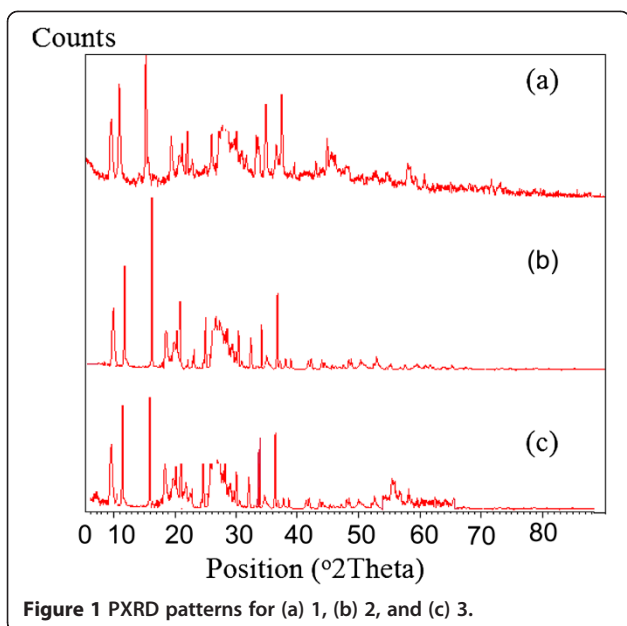 Counts
(a)
(b)
(c)
0 10 20 30 40 50 60 70 80
Position (°2Theta)
Figure 1 PXRD patterns for (a) 1, (b) 2, and (c) 3.